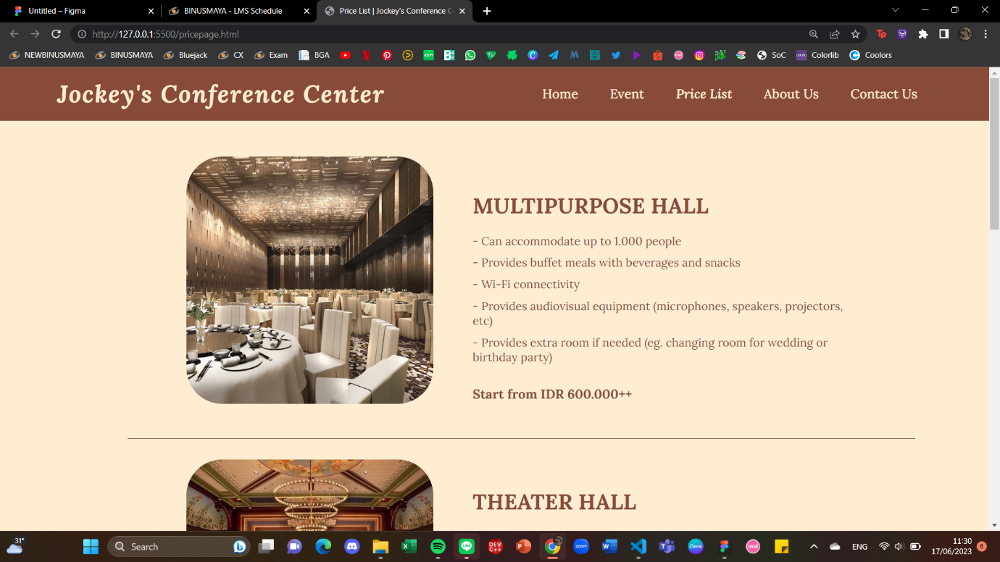 Untitled – Figma
BINUSMAYA - LMS Schedule
Price List | Jockey's Conference C
http://127.0.0.1:5500/pricepage.html
NEWBINUSMAYA BINUSMAYA Bluejack CX Exam BGA SoC Colorlib Coolors
Jockey's Conference Center
Home Event Price List About Us Contact Us
MULTIPURPOSE HALL
- Can accommodate up to 1.000 people
- Provides buffet meals with beverages and snacks
- Wi-Fi connectivity
- Provides audiovisual equipment (microphones, speakers, projectors,
etc)
- Provides extra room if needed (eg. changing room for wedding or
birthday party)
Start from IDR 600.000++
THEATER HALL
31°
Search
ENG
11:30
17/06/2023
6